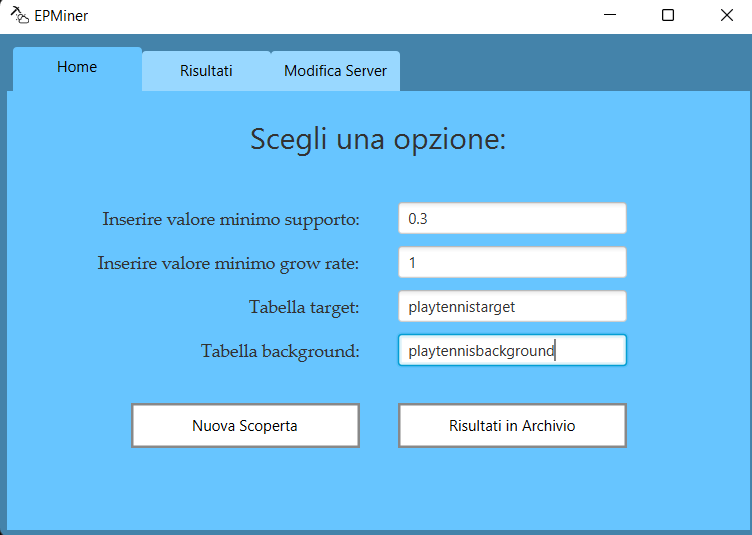 EPMiner
Home Risultati Modifica Server
Scegli una opzione:
Inserire valore minimo supporto: 0.3
Inserire valore minimo grow rate: 1
Tabella target: playtennistarget
Tabella background: playtennisbackground
Nuova Scoperta Risultati in Archivio